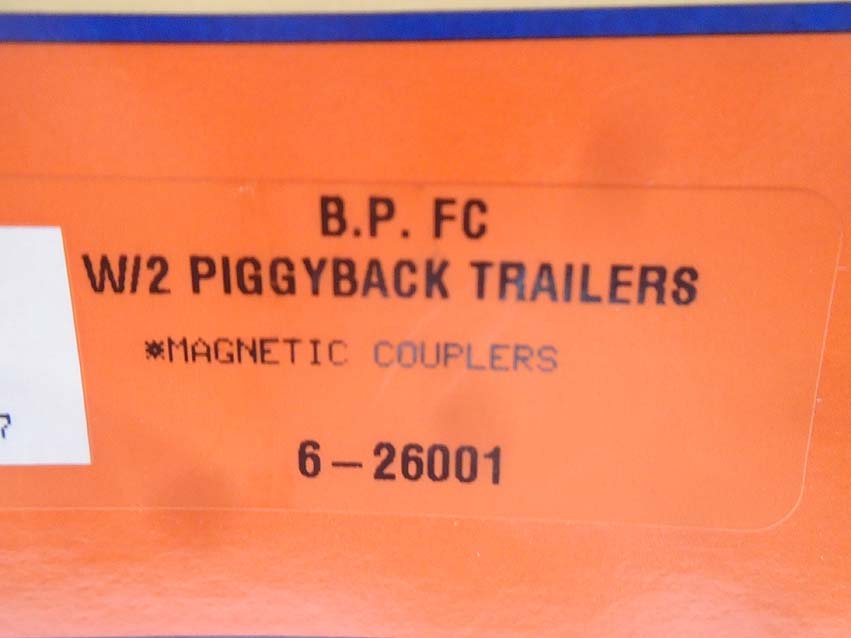 B.P. FC
W/2 PIGGYBACK TRAILERS
*MAGNETIC COUPLERS
6-26001